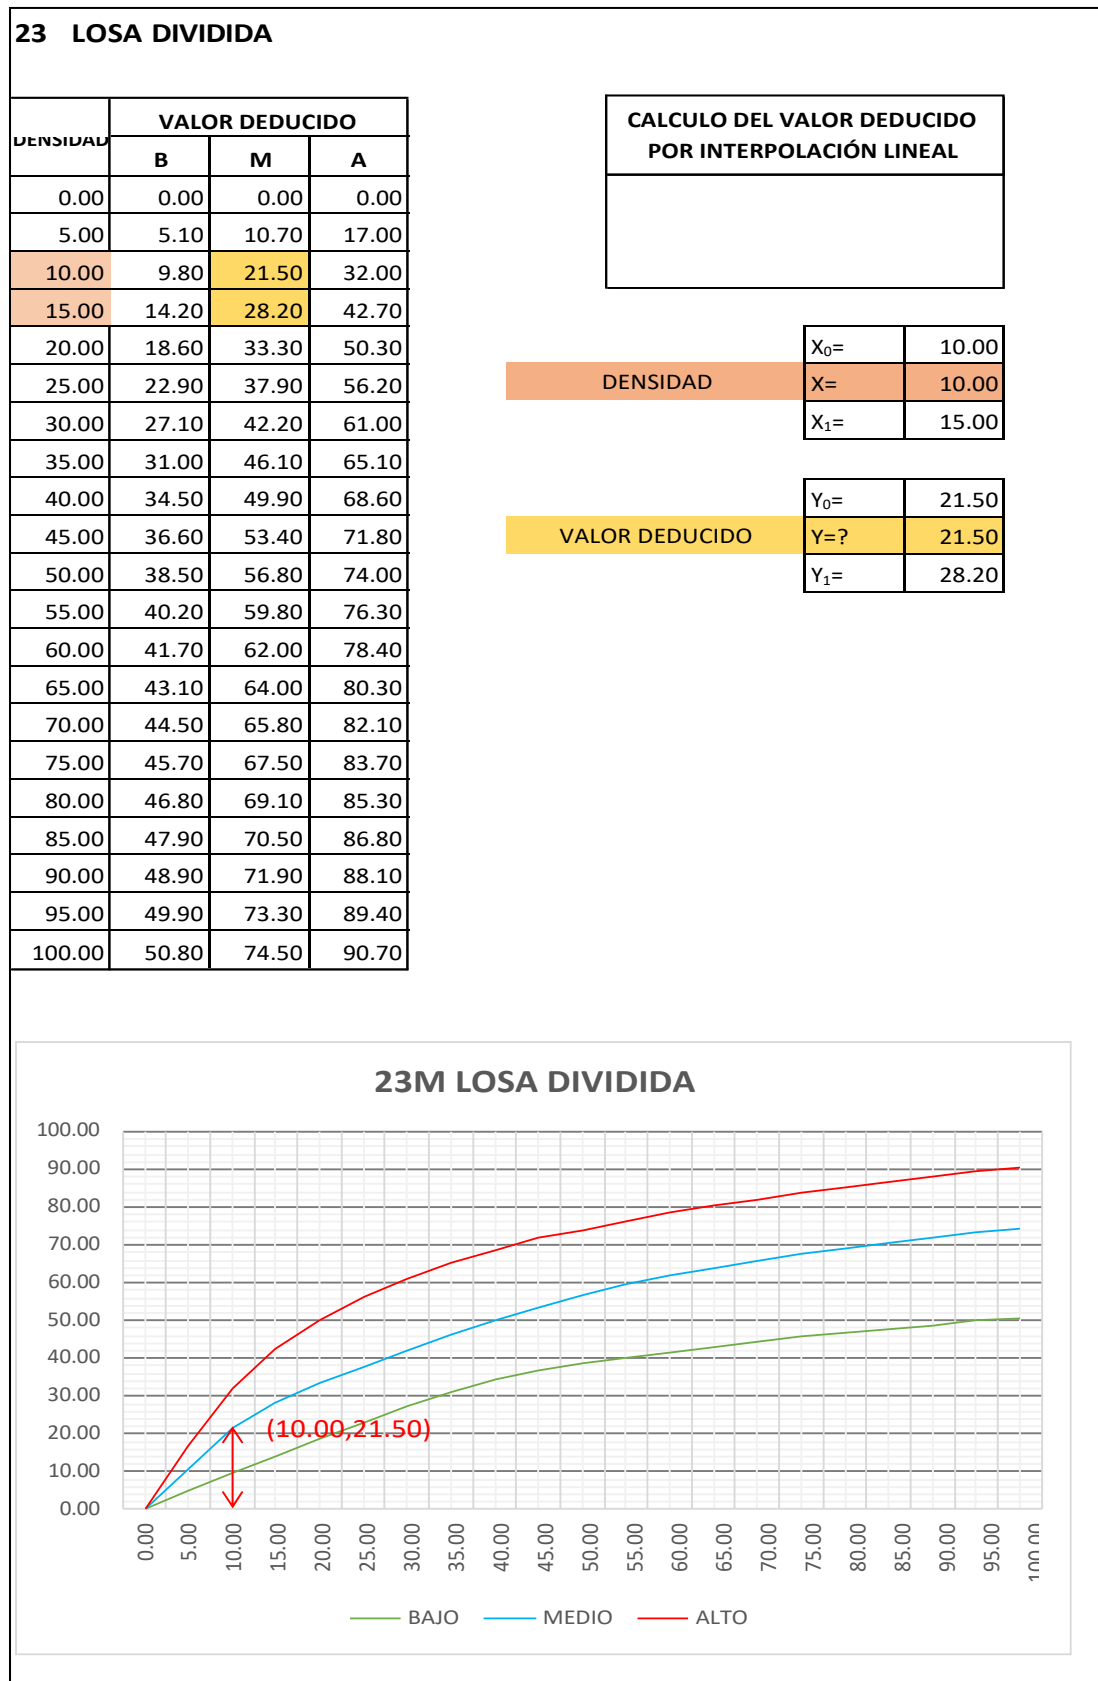 23 LOSA DIVIDIDA
DENSIDAD VALOR DEDUCIDO
B M A
0.00 0.00 0.00 0.00
5.00 5.10 10.70 17.00
10.00 9.80 21.50 32.00
15.00 14.20 28.20 42.70
20.00 18.60 33.30 50.30
25.00 22.90 37.90 56.20
30.00 27.10 42.20 61.00
35.00 31.00 46.10 65.10
40.00 34.50 49.90 68.60
45.00 36.60 53.40 71.80
50.00 38.50 56.80 74.00
55.00 40.20 59.80 76.30
60.00 41.70 62.00 78.40
65.00 43.10 64.00 80.30
70.00 44.50 65.80 82.10
75.00 45.70 67.50 83.70
80.00 46.80 69.10 85.30
85.00 47.90 70.50 86.80
90.00 48.90 71.90 88.10
95.00 49.90 73.30 89.40
100.00 50.80 74.50 90.70
CALCULO DEL VALOR DEDUCIDO
POR INTERPOLACIÓN LINEAL
X₀= 10.00
DENSIDAD X= 10.00
X₁= 15.00
Y₀= 21.50
VALOR DEDUCIDO Y=? 21.50
Y₁= 28.20
23M LOSA DIVIDIDA
100.00
90.00
80.00
70.00
60.00
50.00
40.00
30.00
20.00
10.00
0.00
(10.00,21.50)
0.00 5.00 10.00 15.00 20.00 25.00 30.00 35.00 40.00 45.00 50.00 55.00 60.00 65.00 70.00 75.00 80.00 85.00 90.00 95.00 100.00
BAJO MEDIO ALTO